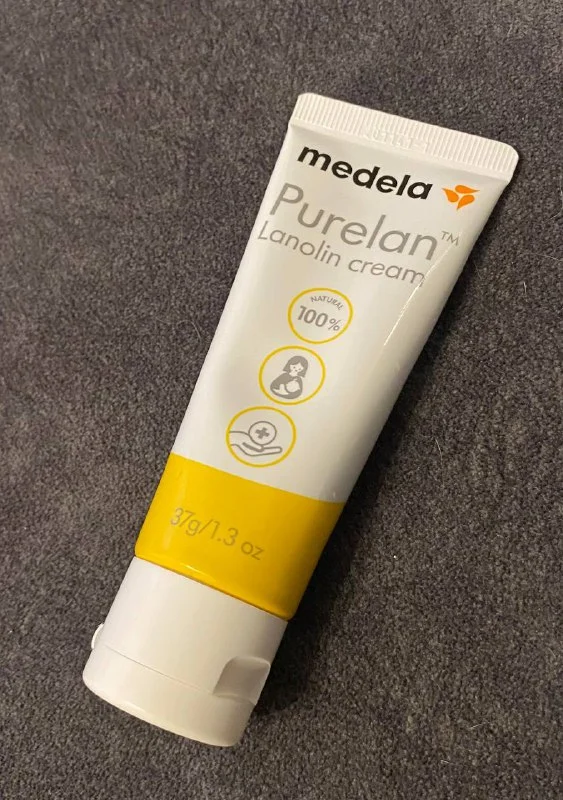 medela
Purelan™
Lanolin cream
NATURAL
100%
37g/1.3 oz